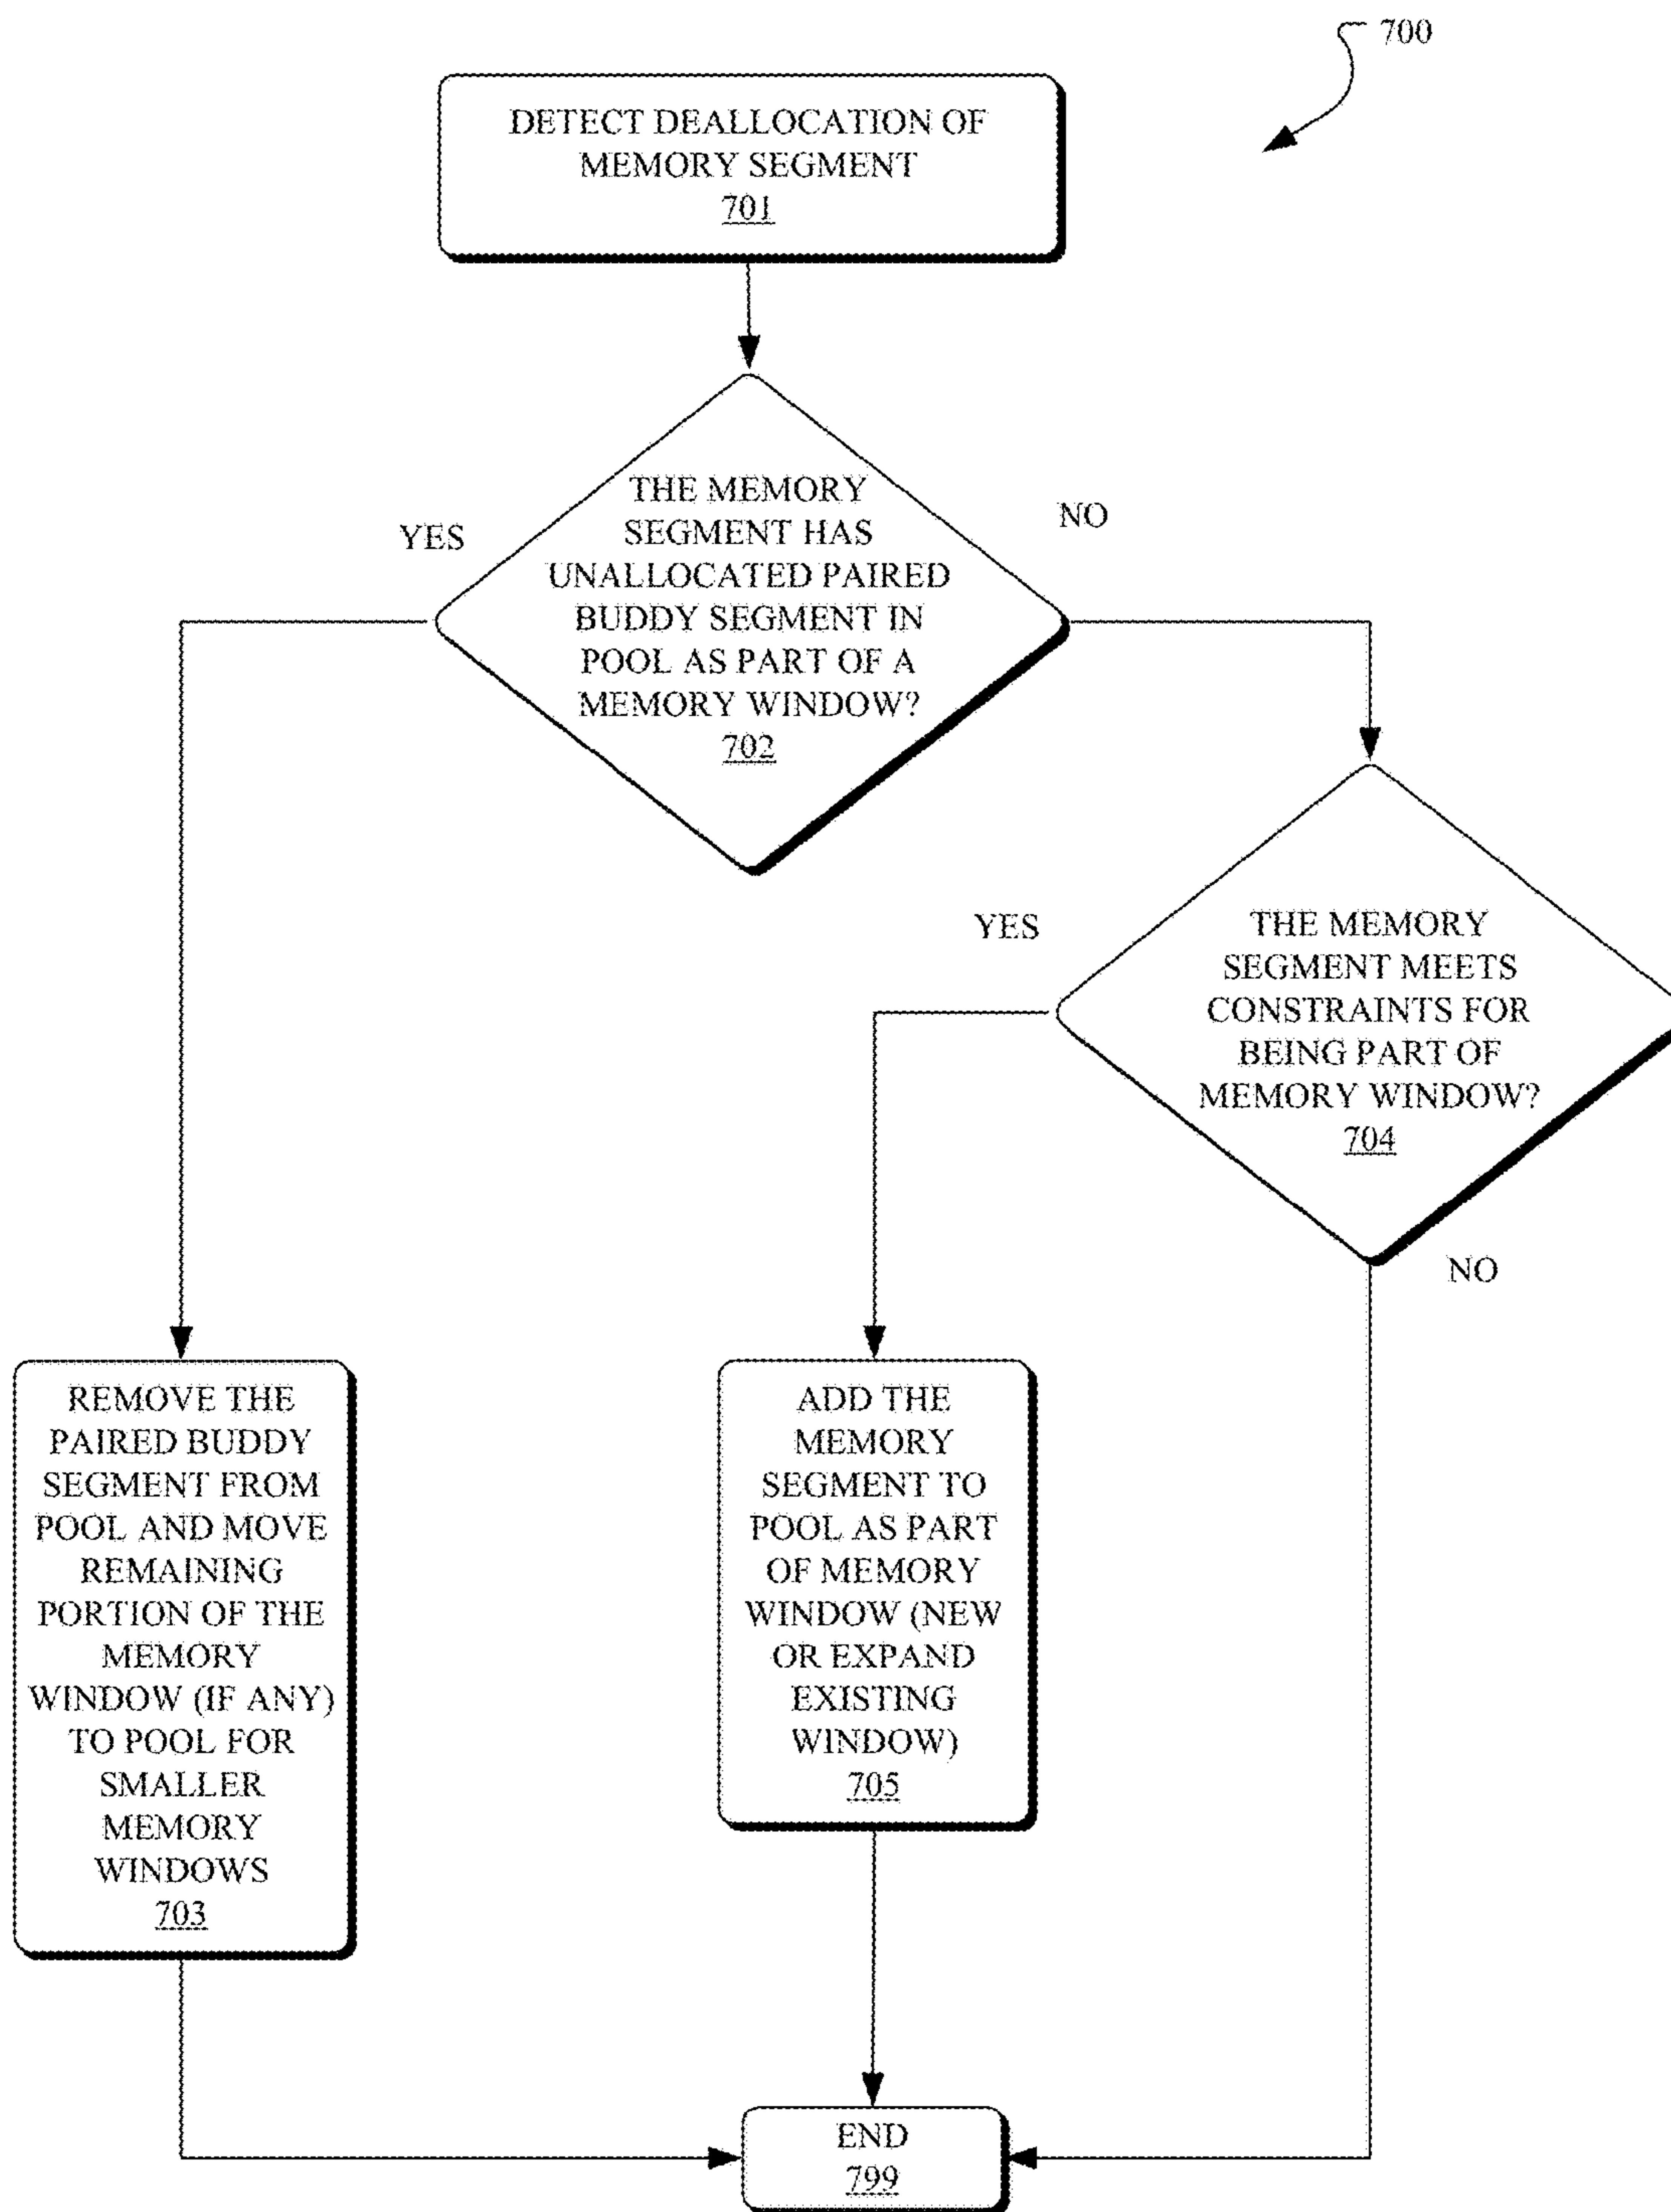 700
DETECT DEALLOCATION OF
MEMORY SEGMENT
701
THE MEMORY
SEGMENT HAS
UNALLOCATED PAIRED
BUDDY SEGMENT IN
POOL AS PART OF A
MEMORY WINDOW?
702
YES
NO
THE MEMORY
SEGMENT MEETS
CONSTRAINTS FOR
BEING PART OF
MEMORY WINDOW?
704
YES
NO
REMOVE THE
PAIRED BUDDY
SEGMENT FROM
POOL AND MOVE
REMAINING
PORTION OF THE
MEMORY
WINDOW (IF ANY)
TO POOL FOR
SMALLER
MEMORY
WINDOWS
703
ADD THE
MEMORY
SEGMENT TO
POOL AS PART
OF MEMORY
WINDOW (NEW
OR EXPAND
EXISTING
WINDOW)
705
END
799